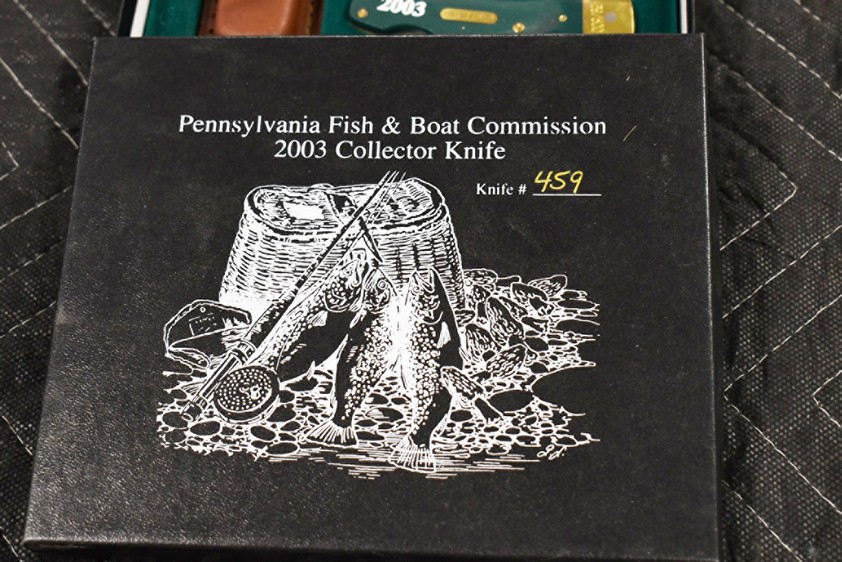 2003
Pennsylvania Fish & Boat Commission
2003 Collector Knife
Knife # 459